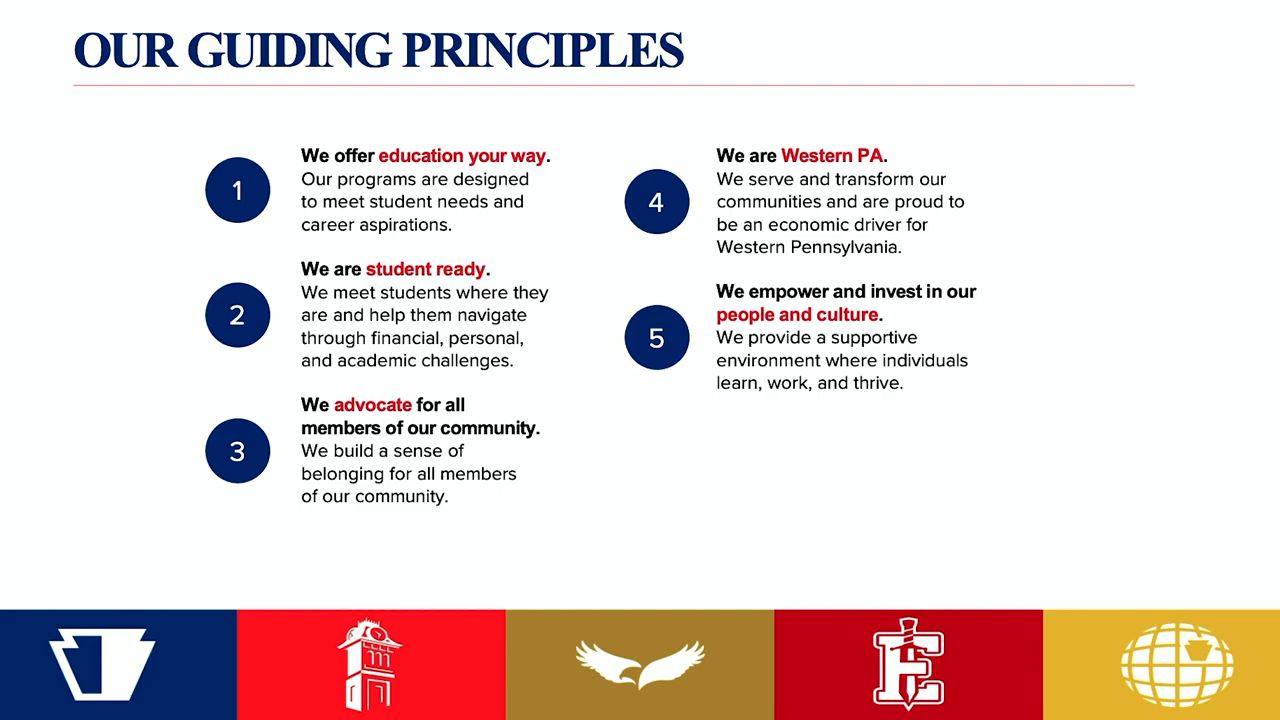 OUR GUIDING PRINCIPLES
1
We offer education your way.
Our programs are designed
to meet student needs and
career aspirations.
2
We are student ready.
We meet students where they
are and help them navigate
through financial, personal,
and academic challenges.
3
We advocate for all
members of our community.
We build a sense of
belonging for all members
of our community.
4
We are Western PA.
We serve and transform our
communities and are proud to
be an economic driver for
Western Pennsylvania.
5
We empower and invest in our
people and culture.
We provide a supportive
environment where individuals
learn, work, and thrive.
E